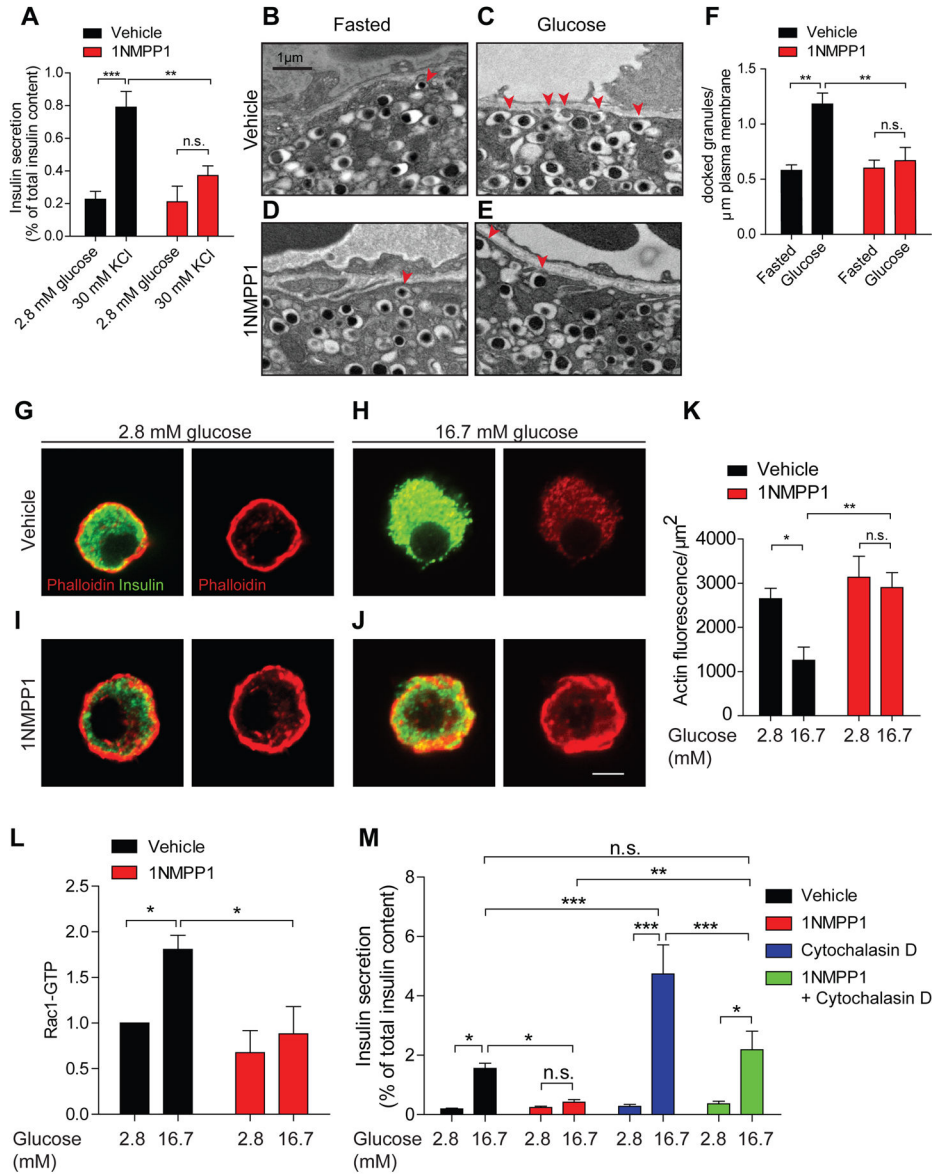 A
Vehicle
1NMPP1
Insulin secretion
(% of total insulin content)
1.0
0.8
0.6
0.4
0.2
0.0
***
**
n.s.
2.8 mM glucose
30 mM KCl
2.8 mM glucose
30 mM KCl
B
Fasted
C
Glucose
1µm
Vehicle
D
E
1NMPP1
F
Vehicle
1NMPP1
docked granules/
µm plasma membrane
1.5
1.0
0.5
0.0
**
**
n.s.
Fasted
Glucose
Fasted
Glucose
G
2.8 mM glucose
H
16.7 mM glucose
Vehicle
Phalloidin Insulin
Phalloidin
I
J
1NMPP1
K
Vehicle
1NMPP1
Actin fluorescence/µm2
4000
3000
2000
1000
0
*
**
n.s.
Glucose
(mM)
2.8 16.7 2.8 16.7
L
Vehicle
1NMPP1
Rac1-GTP
2.5
2.0
1.5
1.0
0.5
0.0
*
*
Glucose
(mM)
2.8 16.7 2.8 16.7
M
Insulin secretion
(% of total insulin content)
8
6
4
2
0
n.s.
**
***
***
***
*
*
n.s.
*
Vehicle
1NMPP1
Cytochalasin D
1NMPP1
+ Cytochalasin D
Glucose
(mM)
2.8 16.7 2.8 16.7 2.8 16.7 2.8 16.7